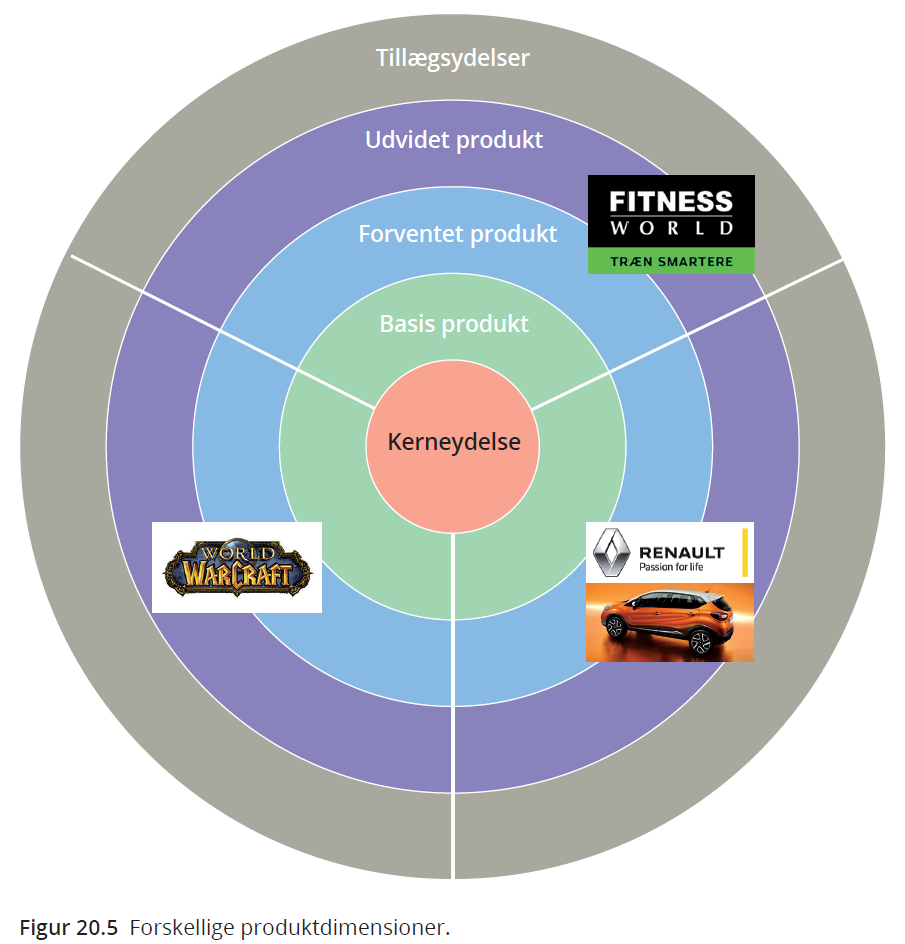 Tillægsydelser
Udvidet produkt
FITNESS
WORLD
TRÆN SMARTERE
Forventet produkt
Basis produkt
Kerneydelse
WORLD
WARCRAFT
RENAULT
Passion for life
Figur 20.5 Forskellige produktdimensioner.